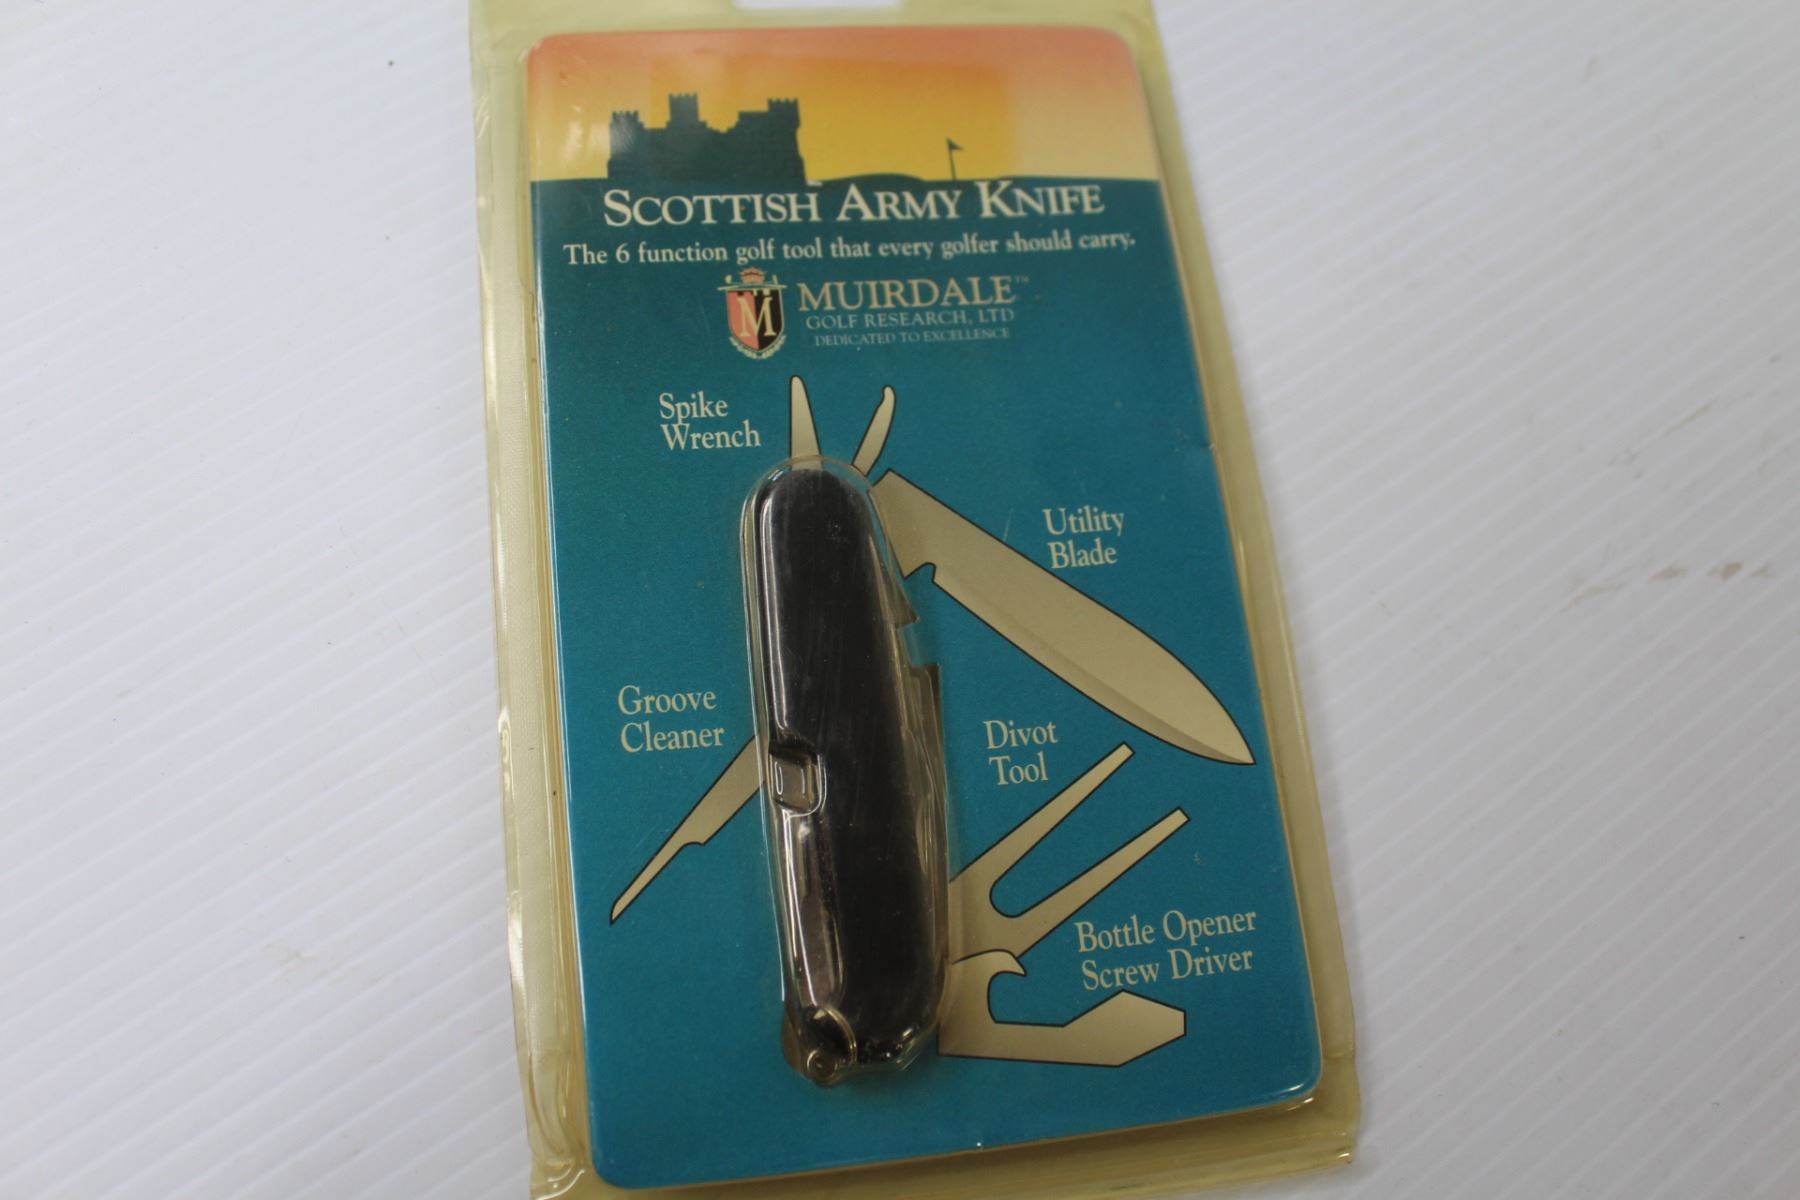 SCOTTISH ARMY KNIFE
The 6 function golf tool that every golfer should carry.
M
MUIRDALE™
GOLF RESEARCH, LTD
DEDICATED TO EXCELLENCE
Spike
Wrench
Utility
Blade
Groove
Cleaner
Divot
Tool
Bottle Opener
Screw Driver